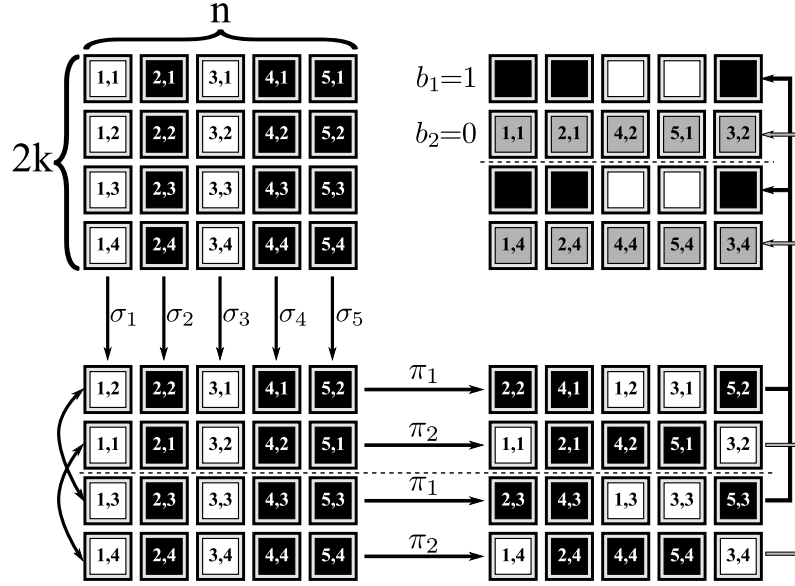 n
2k
1,1 2,1 3,1 4,1 5,1
1,2 2,2 3,2 4,2 5,2
1,3 2,3 3,3 4,3 5,3
1,4 2,4 3,4 4,4 5,4
b₁=1
b₂=0 1,1 2,1 4,2 5,1 3,2
1,4 2,4 4,4 5,4 3,4
σ₁ σ₂ σ₃ σ₄ σ₅
1,2 2,2 3,1 4,1 5,2 π₁ 2,2 4,1 1,2 3,1 5,2
1,1 2,1 3,2 4,2 5,1 π₂ 1,1 2,1 4,2 5,1 3,2
1,3 2,3 3,3 4,3 5,3 π₁ 2,3 4,3 1,3 3,3 5,3
1,4 2,4 3,4 4,4 5,4 π₂ 1,4 2,4 4,4 5,4 3,4